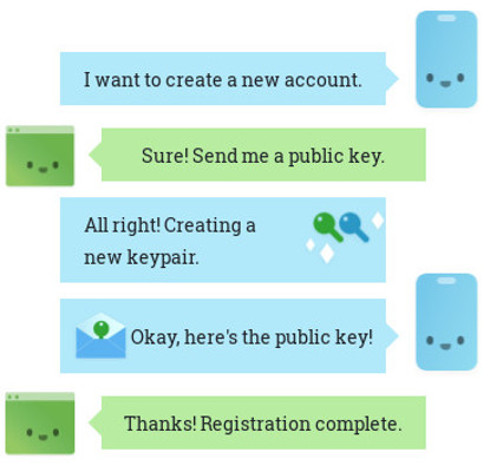 I want to create a new account.
Sure! Send me a public key.
All right! Creating a
new keypair.
Okay, here's the public key!
Thanks! Registration complete.